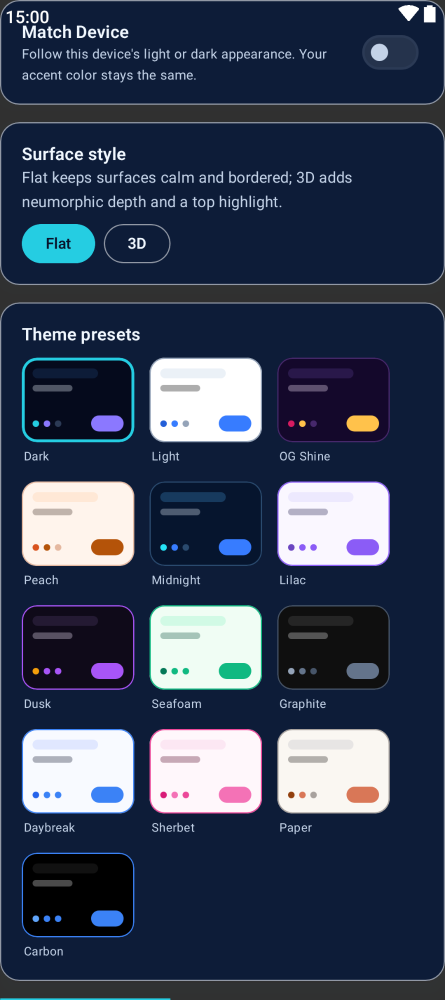 15:00
Match Device
Follow this device's light or dark appearance. Your
accent color stays the same.
Surface style
Flat keeps surfaces calm and bordered; 3D adds
neumorphic depth and a top highlight.
Flat
3D
Theme presets
Dark
Light
OG Shine
Peach
Midnight
Lilac
Dusk
Seafoam
Graphite
Daybreak
Sherbet
Paper
Carbon